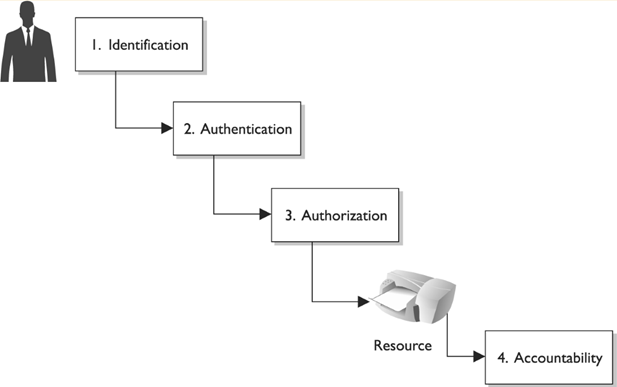 1. Identification
2. Authentication
3. Authorization
Resource
4. Accountability